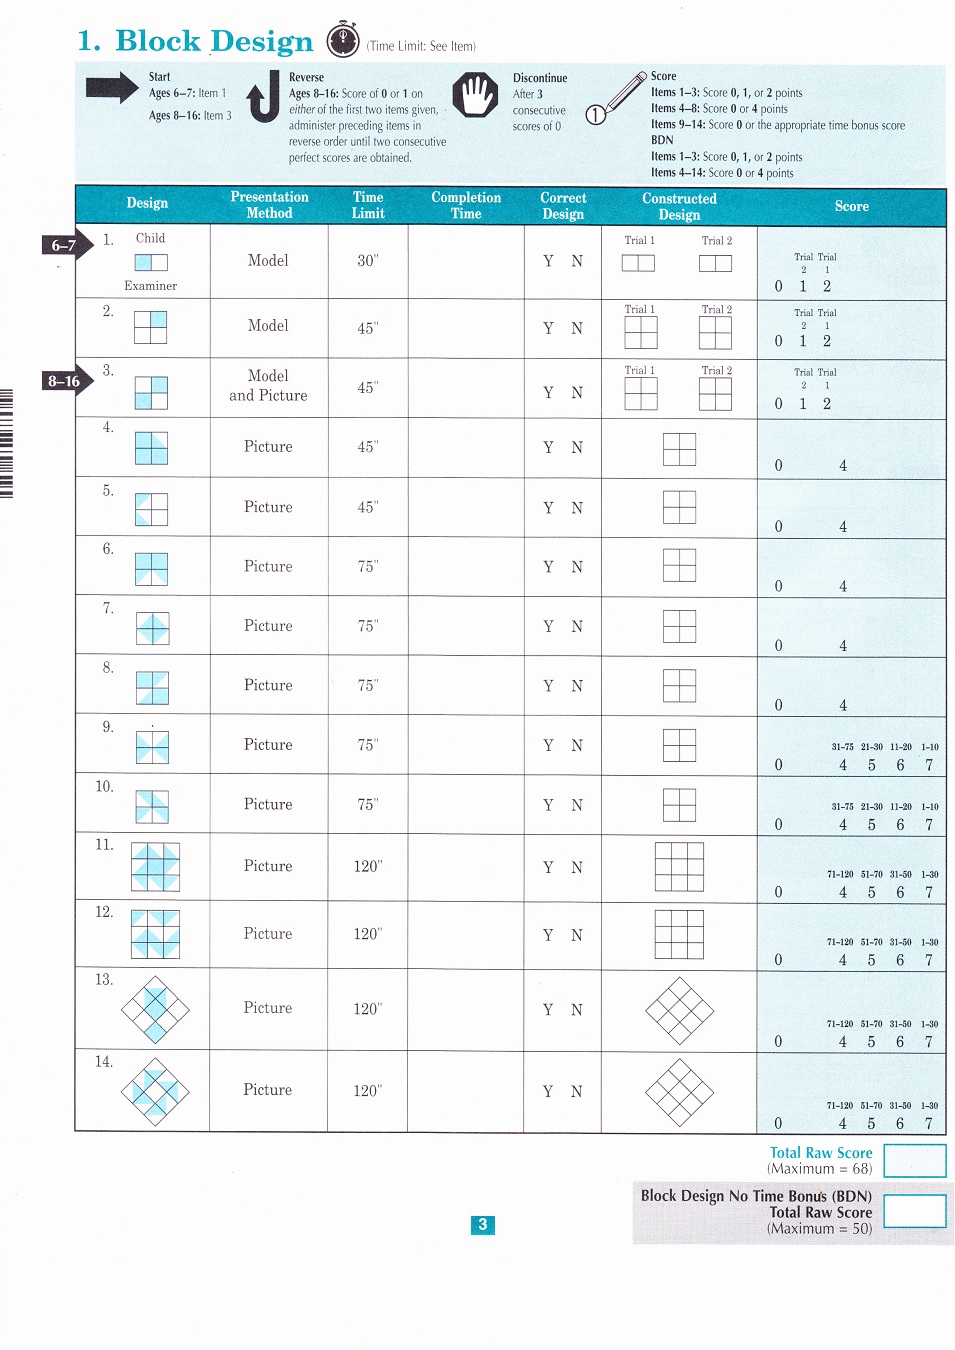 1. Block Design (Time Limit: See Item)
Start
Ages 6–7: Item 1
Ages 8–16: Item 3
Reverse
Ages 8–16: Score of 0 or 1 on
either of the first two items given,
administer preceding items in
reverse order until two consecutive
perfect scores are obtained.
Discontinue
After 3
consecutive
scores of 0
1
Score
Items 1–3: Score 0, 1, or 2 points
Items 4–8: Score 0 or 4 points
Items 9–14: Score 0 or the appropriate time bonus score
BDN
Items 1–3: Score 0, 1, or 2 points
Items 4–14: Score 0 or 4 points
Design Presentation Method Time Limit Completion Time Correct Design Constructed Design Score
6–7
1. Child Trial 1 Trial 2
Model 30" Y N
Trial Trial
2 1
Examiner 0 1 2
2. Trial 1 Trial 2 Trial Trial
Model 45" Y N 2 1
0 1 2
8–16
3. Trial 1 Trial 2 Trial Trial
Model
and Picture 45" Y N 2 1
0 1 2
4. Picture 45" Y N
0 4
5. Picture 45" Y N
0 4
6. Picture 75" Y N
0 4
7. Picture 75" Y N
0 4
8. Picture 75" Y N
0 4
9. Picture 75" Y N 31–75 21–30 11–20 1–10
0 4 5 6 7
10. Picture 75" Y N 31–75 21–30 11–20 1–10
0 4 5 6 7
11. Picture 120" Y N 71–120 51–70 31–50 1–30
0 4 5 6 7
12. Picture 120" Y N 71–120 51–70 31–50 1–30
0 4 5 6 7
13. Picture 120" Y N 71–120 51–70 31–50 1–30
0 4 5 6 7
14. Picture 120" Y N 71–120 51–70 31–50 1–30
0 4 5 6 7
Total Raw Score
(Maximum = 68)
Block Design No Time Bonus (BDN)
Total Raw Score
(Maximum = 50)
3